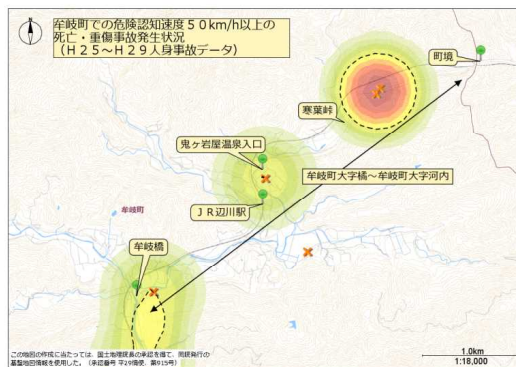 牟岐町での危険認知速度５０km/h以上の
死亡・重傷事故発生状況
（Ｈ２５～Ｈ２９人身事故データ）
町境
寒葉峠
鬼ヶ岩屋温泉入口
牟岐町大字橘～牟岐町大字河内
ＪＲ辺川駅
牟岐町
牟岐橋
この地図の作成に当たっては、国土地理院長の承認を得て、同院発行の
基盤地図情報を使用した。（承認番号 平29情使、第915号）
1.0km
1:18,000